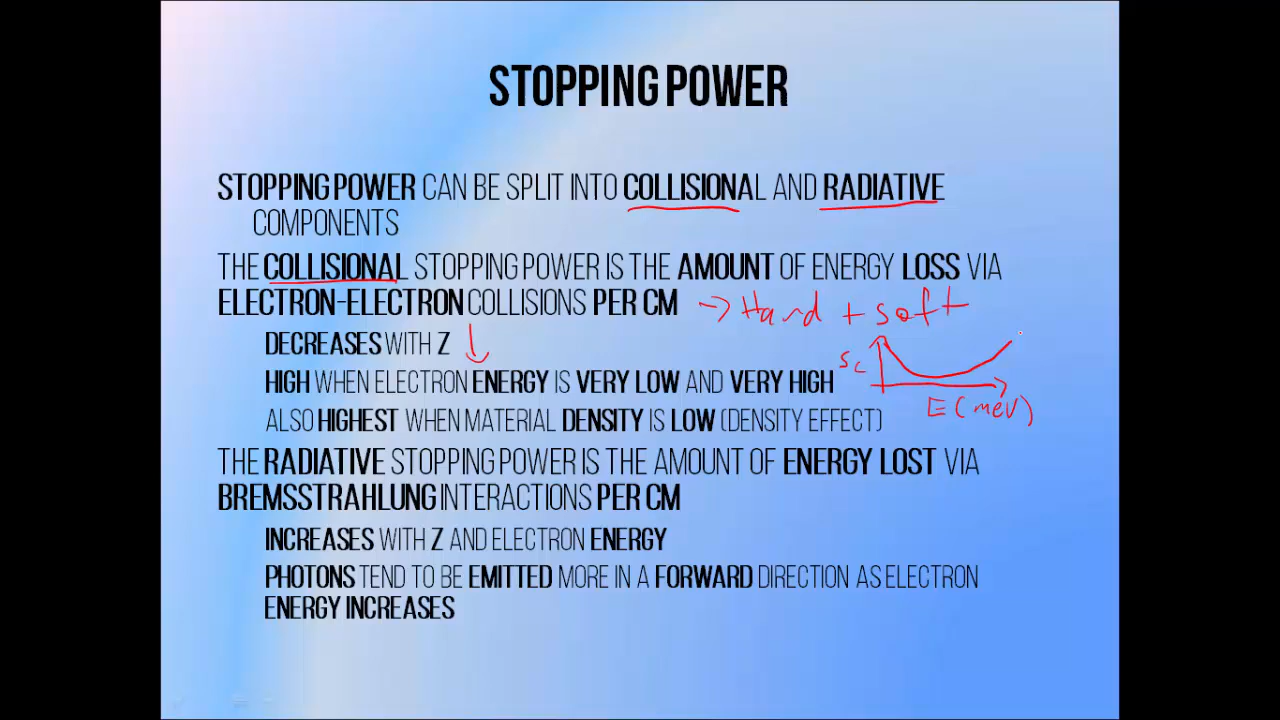 STOPPING POWER
STOPPING POWER CAN BE SPLIT INTO COLLISIONAL AND RADIATIVE
COMPONENTS
THE COLLISIONAL STOPPING POWER IS THE AMOUNT OF ENERGY LOSS VIA
ELECTRON-ELECTRON COLLISIONS PER CM → Hard + soft
DECREASES WITH Z ↓
Sc
HIGH WHEN ELECTRON ENERGY IS VERY LOW AND VERY HIGH
E (meV)
ALSO HIGHEST WHEN MATERIAL DENSITY IS LOW (DENSITY EFFECT)
THE RADIATIVE STOPPING POWER IS THE AMOUNT OF ENERGY LOST VIA
BREMSSTRAHLUNG INTERACTIONS PER CM
INCREASES WITH Z AND ELECTRON ENERGY
PHOTONS TEND TO BE EMITTED MORE IN A FORWARD DIRECTION AS ELECTRON
ENERGY INCREASES